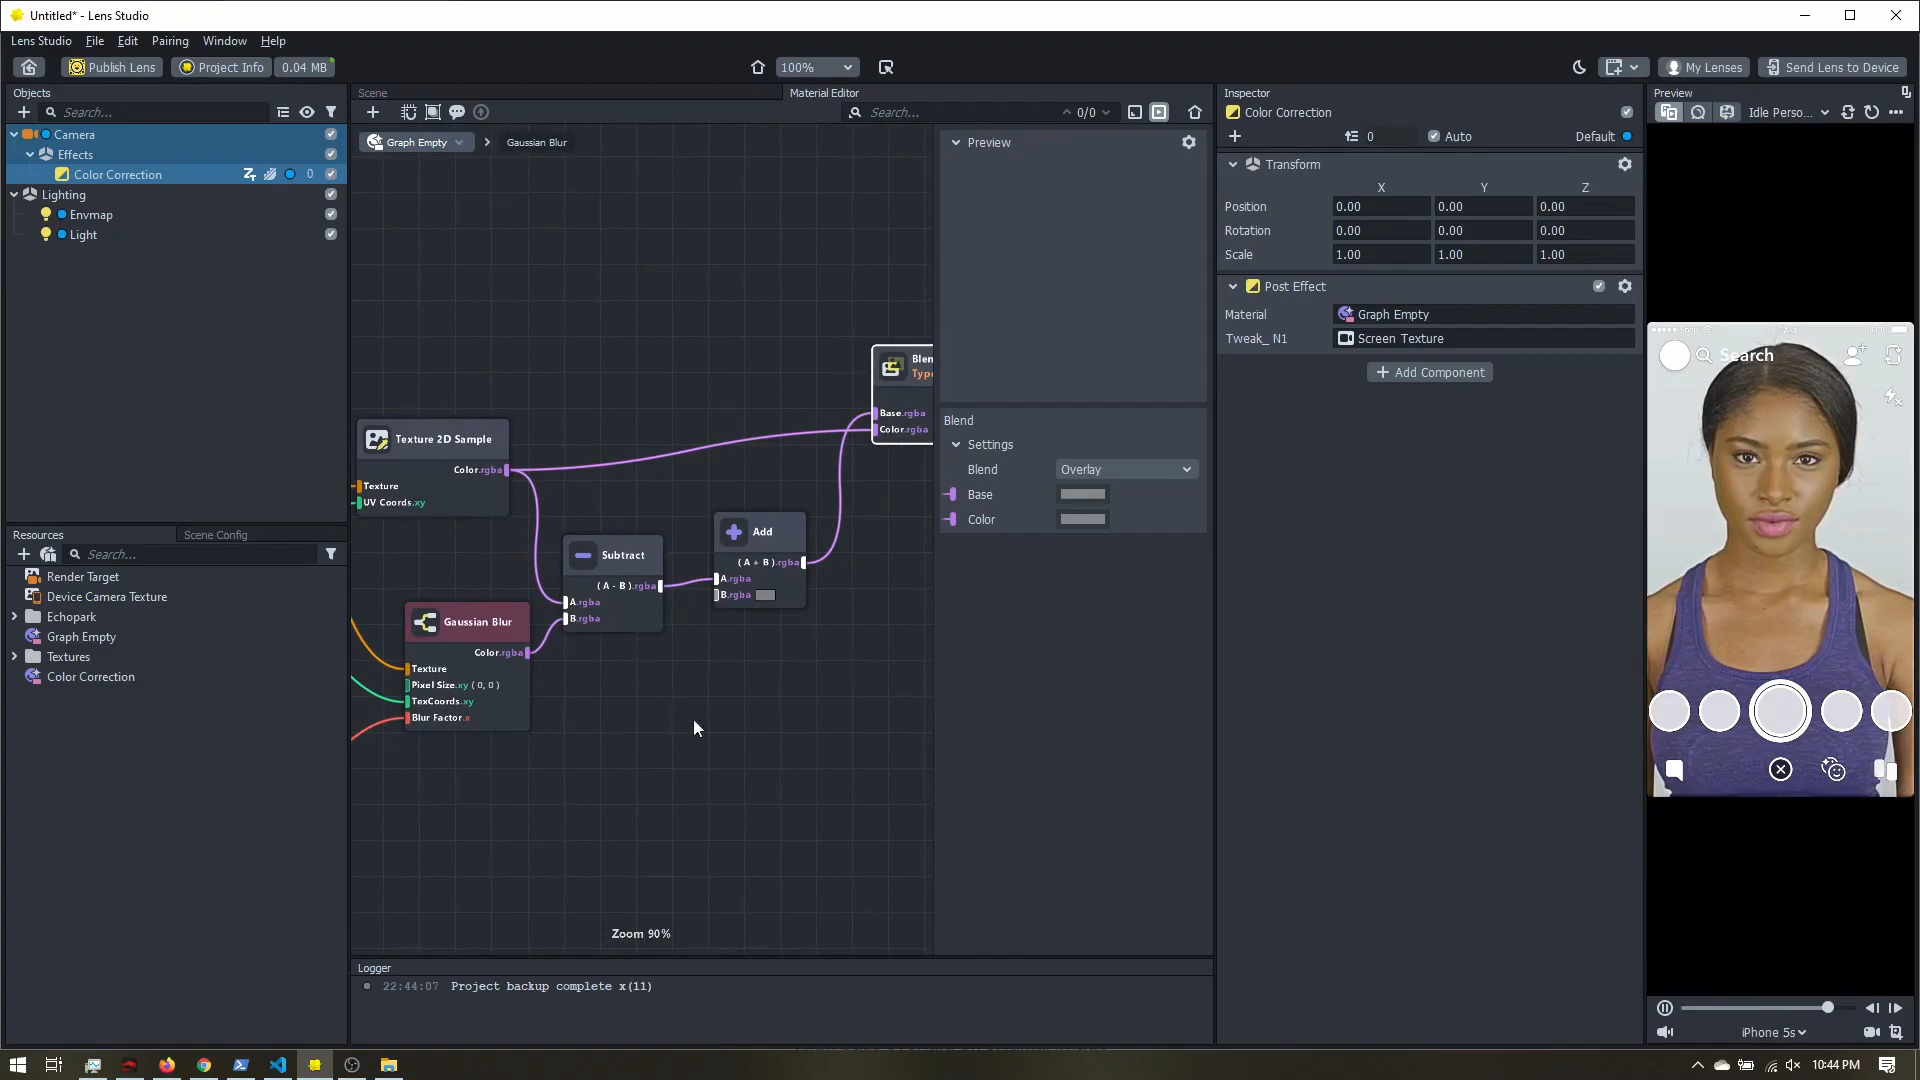 Untitled* - Lens Studio
Lens Studio File Edit Pairing Window Help
Publish Lens Project Info 0.04 MB 100% My Lenses Send Lens to Device
Objects
Search...
Camera
Effects
Color Correction 0
Lighting
Envmap
Light
Resources Scene Config
Search...
Render Target
Device Camera Texture
Echopark
Graph Empty
Textures
Color Correction
Scene Material Editor
Search... 0/0
Graph Empty > Gaussian Blur
Texture 2D Sample
Color.rgba
Texture
UV Coords.xy
Gaussian Blur
Color.rgba
Texture
Pixel Size.xy ( 0, 0 )
TexCoords.xy
Blur Factor.x
Subtract
( A - B ).rgba
A.rgba
B.rgba
Add
( A + B ).rgba
A.rgba
B.rgba
Blen
Type
Base.rgba
Color.rgba
Zoom 90%
Preview
Blend
Settings
Blend Overlay
Base
Color
Logger
22:44:07 Project backup complete x(11)
Inspector
Color Correction
0 Auto Default
Transform
X Y Z
Position 0.00 0.00 0.00
Rotation 0.00 0.00 0.00
Scale 1.00 1.00 1.00
Post Effect
Material Graph Empty
Tweak_ N1 Screen Texture
Add Component
Preview
Idle Perso...
Search
iPhone 5s
10:44 PM